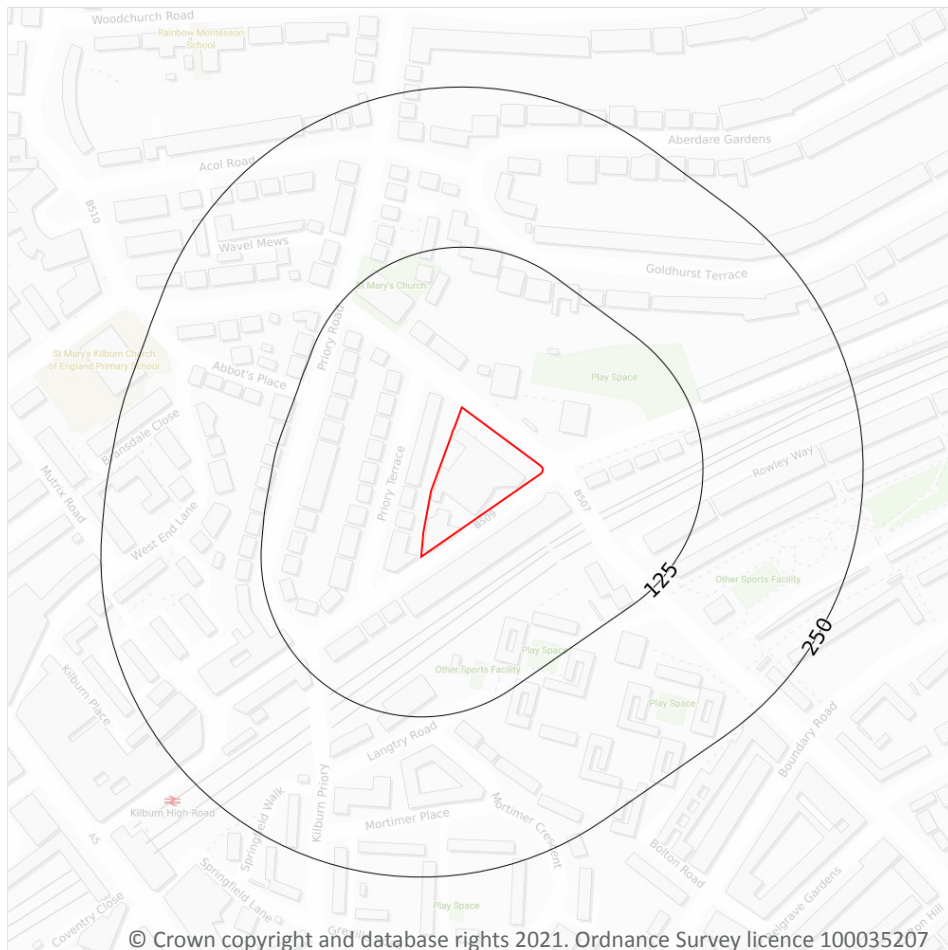 Woodchurch Road
Rainbow Montessori
School
Aberdare Gardens
Acol Road
B510
Wavel Mews
Goldhurst Terrace
St Mary's Church
Priory Road
St Mary's Kilburn Church
of England Primary School
Abbot's Place
Play Space
Bransdale Close
Priory Terrace
Rowley Way
Mutrix Road
B507
B509
West End Lane
125
Other Sports Facility
250
Play Space
Other Sports Facility
Kilburn Place
Play Space
Langtry Road
Boundary Road
Kilburn High-Road
Springfield Walk
Kilburn Priory
Mortimer Place
Mortimer Crescent
A5
Bolton Road
Springfield Lane
Coventry Close
Play Space
Belgrave Gardens
© Crown copyright and database rights 2021. Ordnance Survey licence 100035207